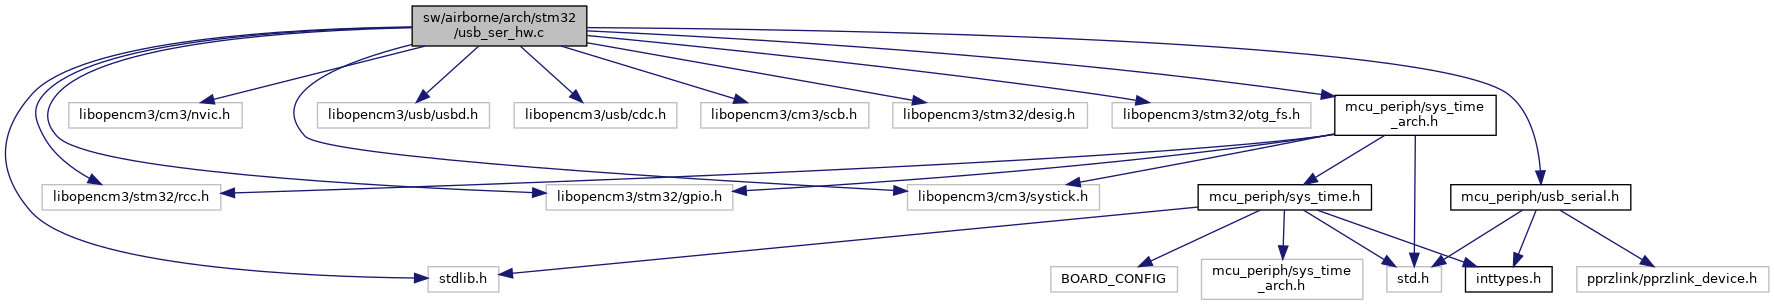 sw/airborne/arch/stm32
/usb_ser_hw.c
libopencm3/cm3/nvic.h
libopencm3/usb/usbd.h
libopencm3/usb/cdc.h
libopencm3/cm3/scb.h
libopencm3/stm32/desig.h
libopencm3/stm32/otg_fs.h
mcu_periph/sys_time
_arch.h
libopencm3/stm32/rcc.h
libopencm3/stm32/gpio.h
libopencm3/cm3/systick.h
mcu_periph/sys_time.h
mcu_periph/usb_serial.h
stdlib.h
BOARD_CONFIG
mcu_periph/sys_time
_arch.h
std.h
inttypes.h
pprzlink/pprzlink_device.h